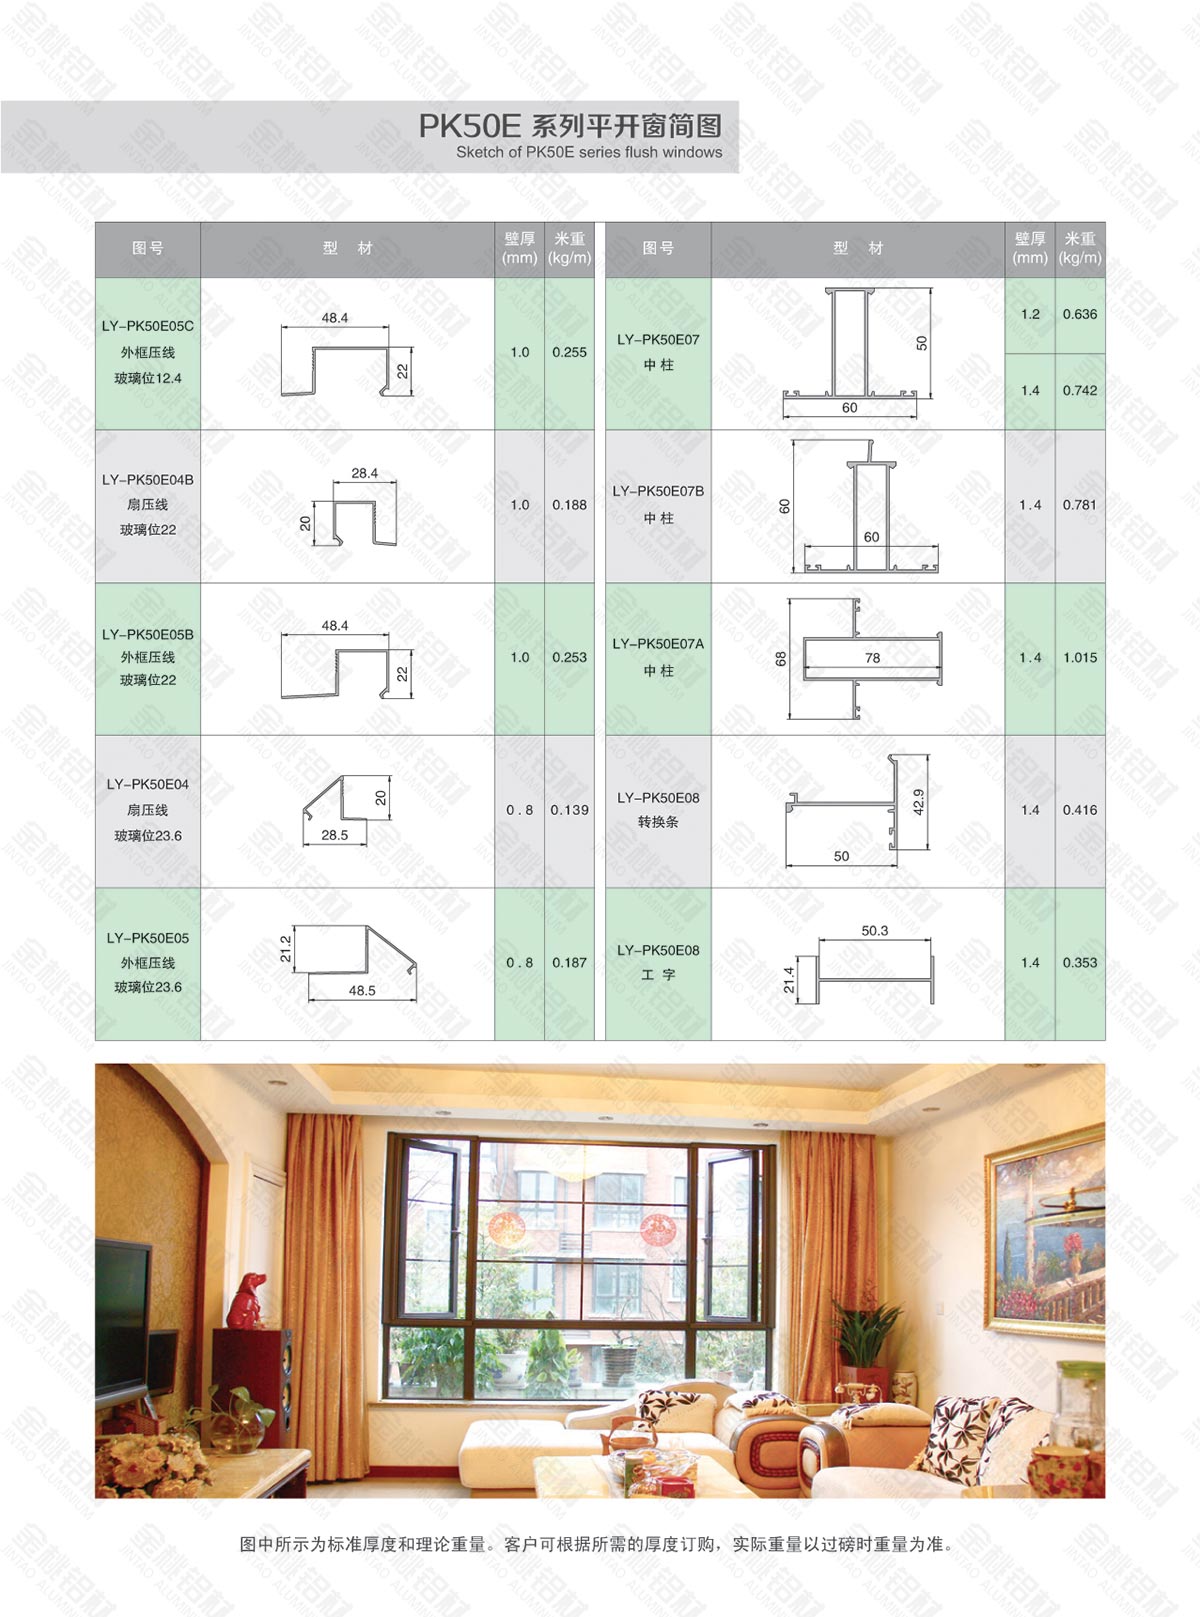 PK50E 系列平开窗简图
Sketch of PK50E series flush windows
图号 型 材 壁厚 (mm) 米重 (kg/m)
LY-PK50E05C
外框压线
玻璃位12.4
48.4
22
1.0 0.255
LY-PK50E04B
扇压线
玻璃位22
28.4
20
1.0 0.188
LY-PK50E05B
外框压线
玻璃位22
48.4
22
1.0 0.253
LY-PK50E04
扇压线
玻璃位23.6
20
28.5
0.8 0.139
LY-PK50E05
外框压线
玻璃位23.6
21.2
48.5
0.8 0.187
图号 型 材 壁厚 (mm) 米重 (kg/m)
LY-PK50E07
中柱
50
60
1.2 0.636
1.4 0.742
LY-PK50E07B
中柱
60
60
1.4 0.781
LY-PK50E07A
中柱
68
78
1.4 1.015
LY-PK50E08
转换条
42.9
50
1.4 0.416
LY-PK50E08
工 字
50.3
21.4
1.4 0.353
图中所示为标准厚度和理论重量。客户可根据所需的厚度订购，实际重量以过磅时重量为准。
金桃铝材
JINTAO ALUMINIUM